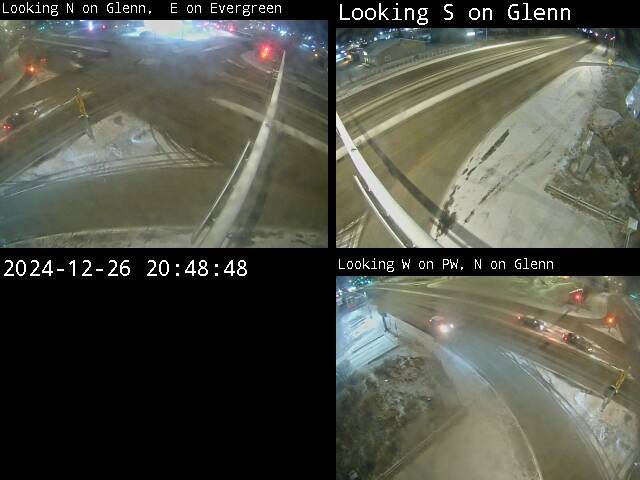 Looking N on Glenn,  E on Evergreen
Looking S on Glenn
2024-12-26 20:48:48
Looking W on PW, N on Glenn